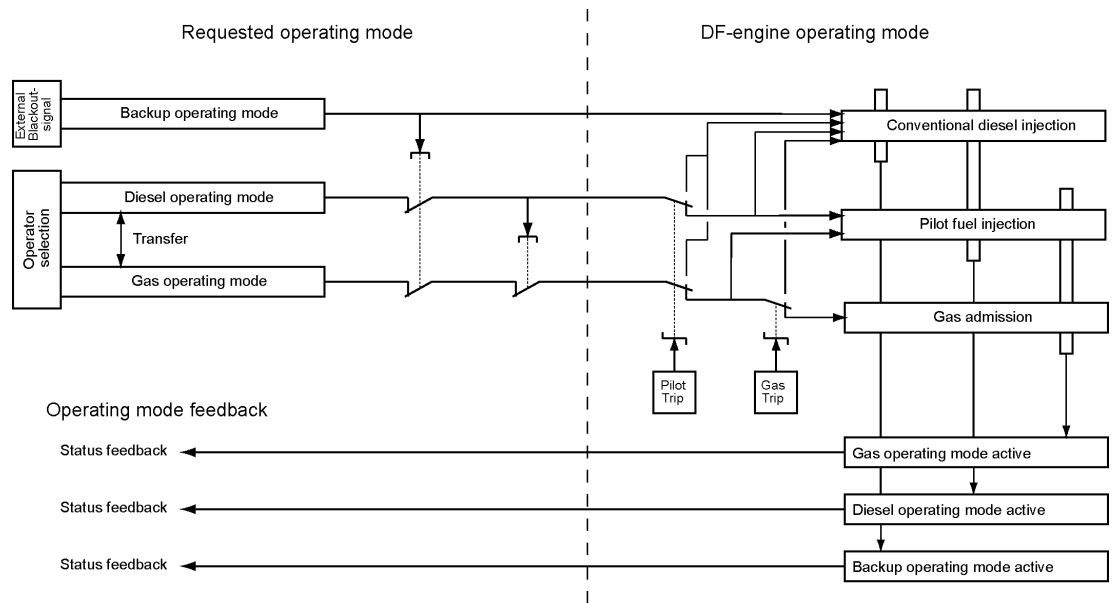 Requested operating mode
DF-engine operating mode
External
Blackout-
signal
Backup operating mode
Conventional diesel injection
Operator
selection
Diesel operating mode
Transfer
Gas operating mode
Pilot fuel injection
Gas admission
Pilot
Trip
Gas
Trip
Operating mode feedback
Status feedback
Gas operating mode active
Status feedback
Diesel operating mode active
Status feedback
Backup operating mode active